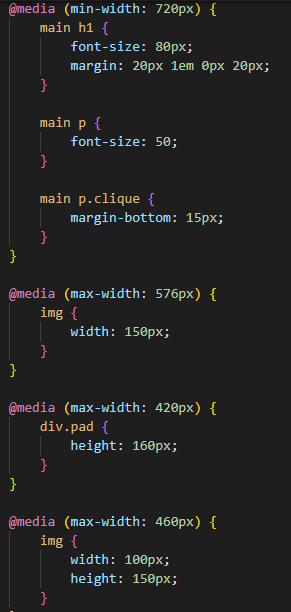 @media (min-width: 720px) {
main h1 {
font-size: 80px;
margin: 20px 1em 0px 20px;
}
main p {
font-size: 50;
}
main p.clique {
margin-bottom: 15px;
}
}
@media (max-width: 576px) {
img {
width: 150px;
}
}
@media (max-width: 420px) {
div.pad {
height: 160px;
}
}
@media (max-width: 460px) {
img {
width: 100px;
height: 150px;
}